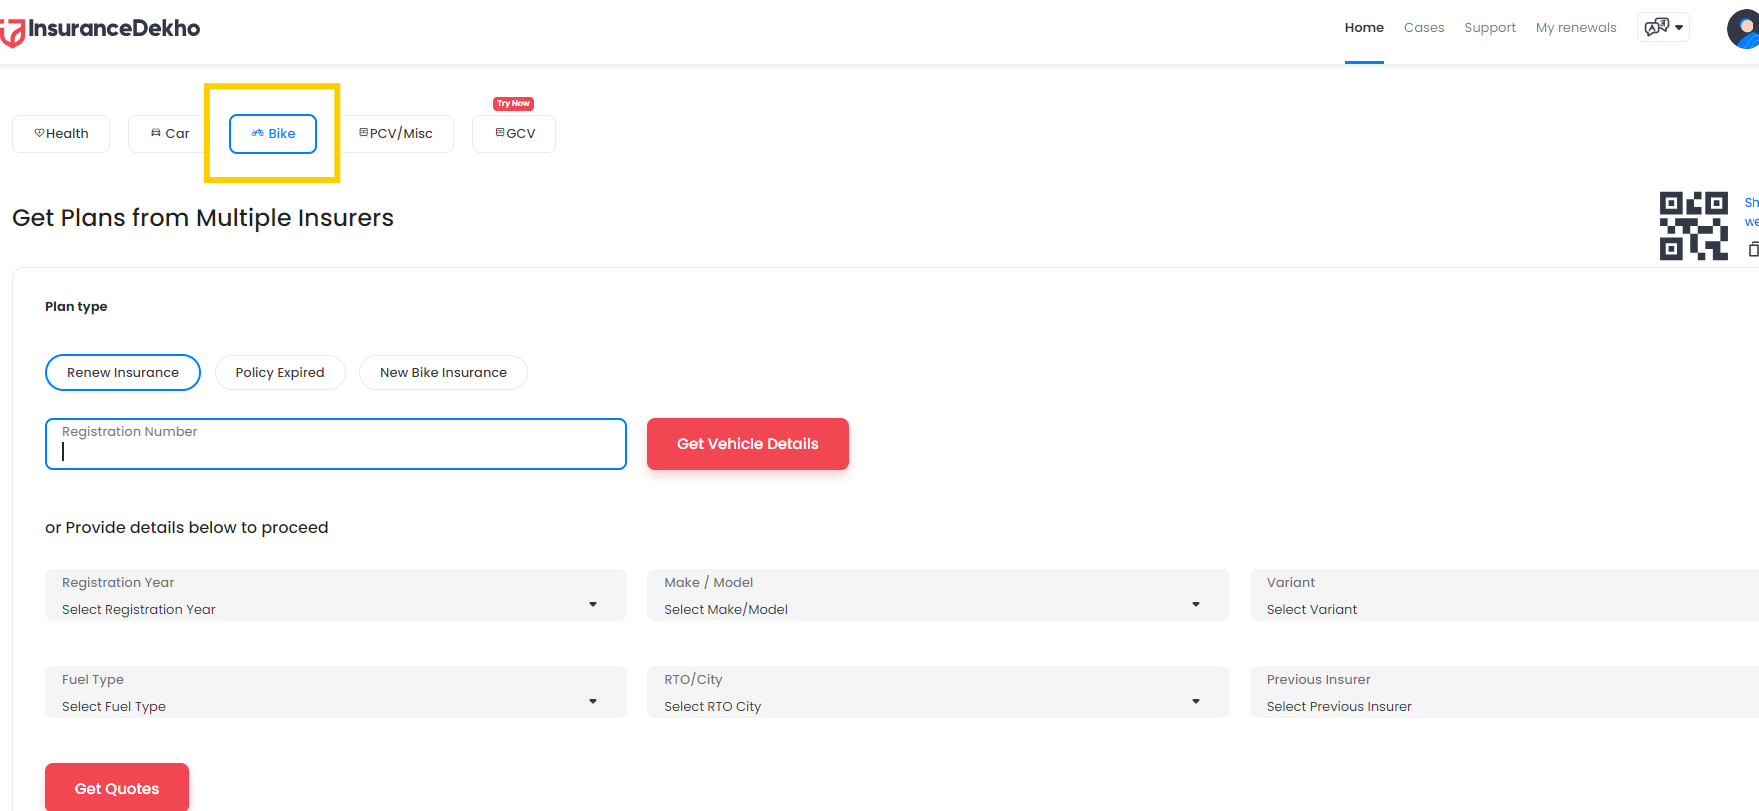 InsuranceDekho
Home Cases Support My renewals
Try Now
Health Car Bike PCV/Misc GCV
Get Plans from Multiple Insurers
Sh
we
Plan type
Renew Insurance Policy Expired New Bike Insurance
Registration Number
Get Vehicle Details
or Provide details below to proceed
Registration Year Make / Model Variant
Select Registration Year Select Make/Model Select Variant
Fuel Type RTO/City Previous Insurer
Select Fuel Type Select RTO City Select Previous Insurer
Get Quotes